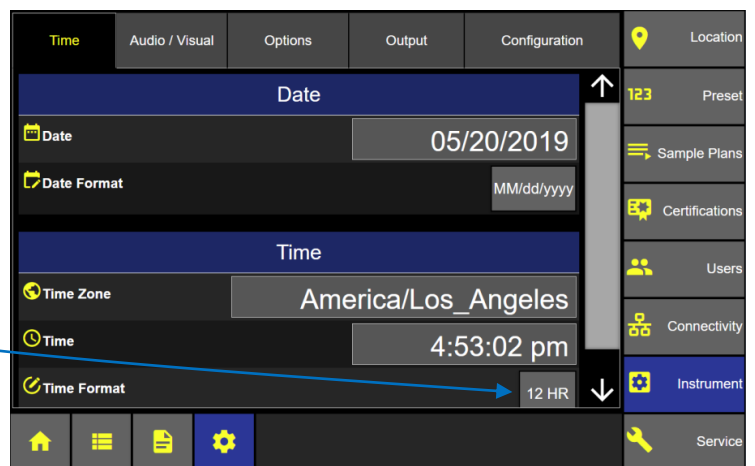 Time Audio / Visual Options Output Configuration
Date
Date 05/20/2019
Date Format MM/dd/yyyy
Time
Time Zone America/Los_Angeles
Time 4:53:02 pm
Time Format 12 HR
Location
123 Preset
Sample Plans
Certifications
Users
Connectivity
Instrument
Service